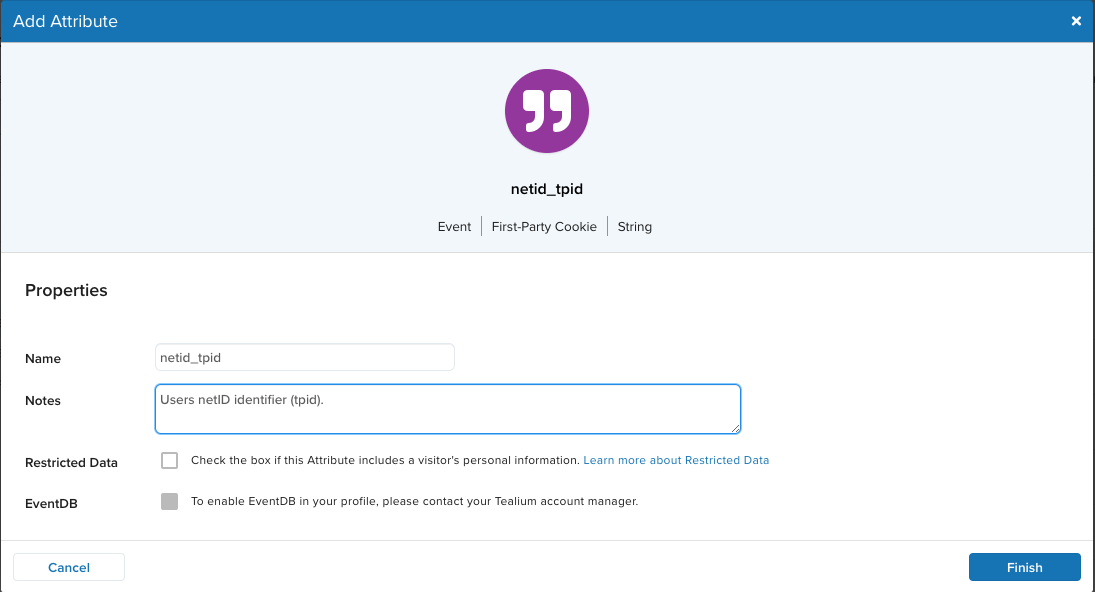 Add Attribute
netid_tpid
Event | First-Party Cookie | String
Properties
Name netid_tpid
Notes Users netID identifier (tpid).
Restricted Data Check the box if this Attribute includes a visitor's personal information. Learn more about Restricted Data
EventDB To enable EventDB in your profile, please contact your Tealium account manager.
Cancel Finish